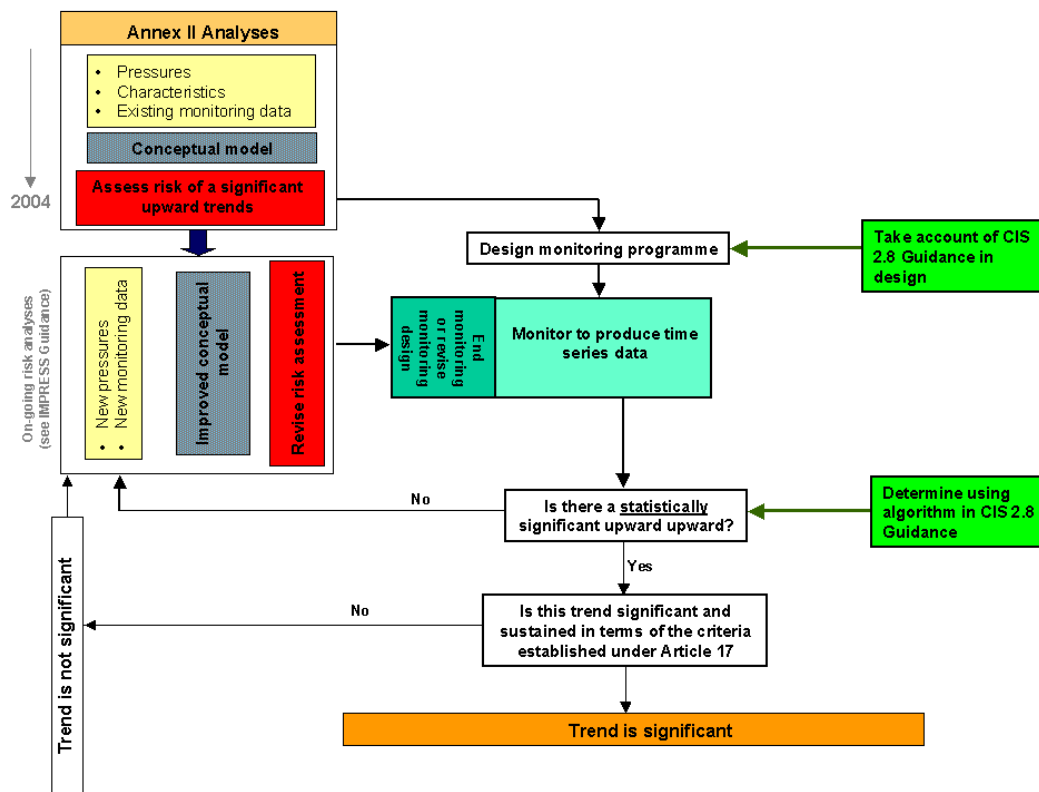 Annex II Analyses
• Pressures
• Characteristics
• Existing monitoring data
Conceptual model
Assess risk of a significant
upward trends
2004
Design monitoring programme
Take account of CIS
2.8 Guidance in
design
On-going risk analyses
(see IMPRESS Guidance)
• New pressures
• New monitoring data
Improved conceptual
model
Revise risk assessment
End
monitoring
or revise
monitoring
design
Monitor to produce time
series data
No
Is there a statistically
significant upward upward?
Determine using
algorithm in CIS 2.8
Guidance
Yes
Trend is not significant
No
Is this trend significant and
sustained in terms of the criteria
established under Article 17
Trend is significant